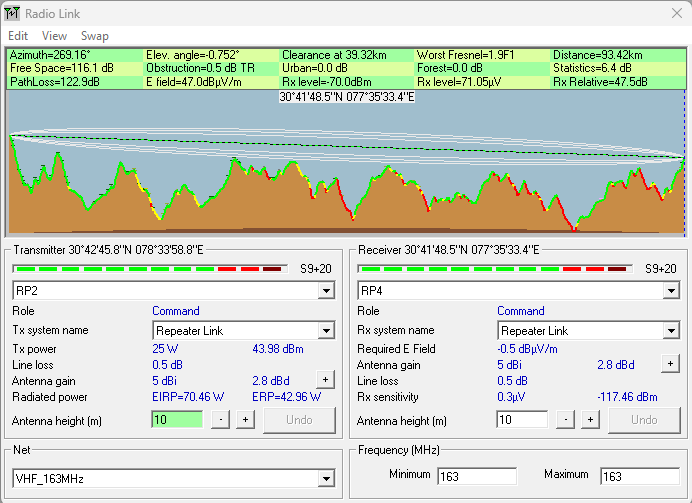 Radio Link
Edit View Swap
Azimuth=269.16° Elev. angle=-0.752° Clearance at 39.32km Worst Fresnel=1.9F1 Distance=93.42km
Free Space=116.1 dB Obstruction=0.5 dB TR Urban=0.0 dB Forest=0.0 dB Statistics=6.4 dB
PathLoss=122.9dB E field=47.0dBµV/m Rx level=-70.0dBm Rx level=71.05µV Rx Relative=47.5dB
30°41'48.5"N 077°35'33.4"E
Transmitter 30°42'45.8"N 078°33'58.8"E
S9+20
RP2
Role Command
Tx system name Repeater Link
Tx power 25 W 43.98 dBm
Line loss 0.5 dB
Antenna gain 5 dBi 2.8 dBd +
Radiated power EIRP=70.46 W ERP=42.96 W
Antenna height (m) 10 - + Undo
Receiver 30°41'48.5"N 077°35'33.4"E
S9+20
RP4
Role Command
Rx system name Repeater Link
Required E Field -0.5 dBµV/m
Antenna gain 5 dBi 2.8 dBd +
Line loss 0.5 dB
Rx sensitivity 0.3µV -117.46 dBm
Antenna height (m) 10 - + Undo
Net
VHF_163MHz
Frequency (MHz)
Minimum 163 Maximum 163